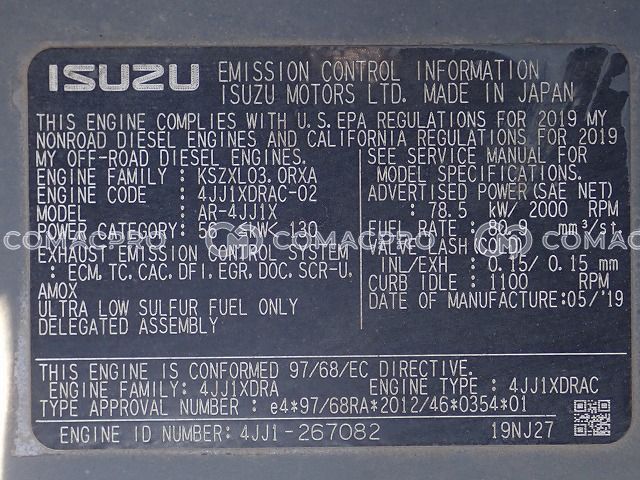 ISUZU EMISSION CONTROL INFORMATION
ISUZU MOTORS LTD. MADE IN JAPAN
THIS ENGINE COMPLIES WITH U.S.EPA REGULATIONS FOR 2019 MY
NONROAD DIESEL ENGINES AND CALIFORNIA REGULATIONS FOR 2019
MY OFF-ROAD DIESEL ENGINES.
ENGINE FAMILY : KSZXL03.0RXA
ENGINE CODE : 4JJ1XDRAC-02
MODEL : AR-4JJ1X
POWER CATEGORY: 56 ≤kW< 130
EXHAUST EMISSION CONTROL SYSTEM
: ECM, TC, CAC, DFI, EGR, DOC, SCR-U,
AMOX
ULTRA LOW SULFUR FUEL ONLY
DELEGATED ASSEMBLY
SEE SERVICE MANUAL FOR
MODEL SPECIFICATIONS.
ADVERTISED POWER(SAE NET)
: 78.5 kW/ 2000 RPM
FUEL RATE : 80.9 mm³/st
VALVE LASH (COLD)
INL/EXH : 0.15/ 0.15 mm
CURB IDLE : 1100 RPM
DATE OF MANUFACTURE:05/'19
COMACPRO COMACPRO COMACPRO
THIS ENGINE IS CONFORMED 97/68/EC DIRECTIVE.
ENGINE FAMILY: 4JJ1XDRA ENGINE TYPE : 4JJ1XDRAC
TYPE APPROVAL NUMBER : e4*97/68RA*2012/46*0354*01
ENGINE ID NUMBER: 4JJ1-267082 19NJ27